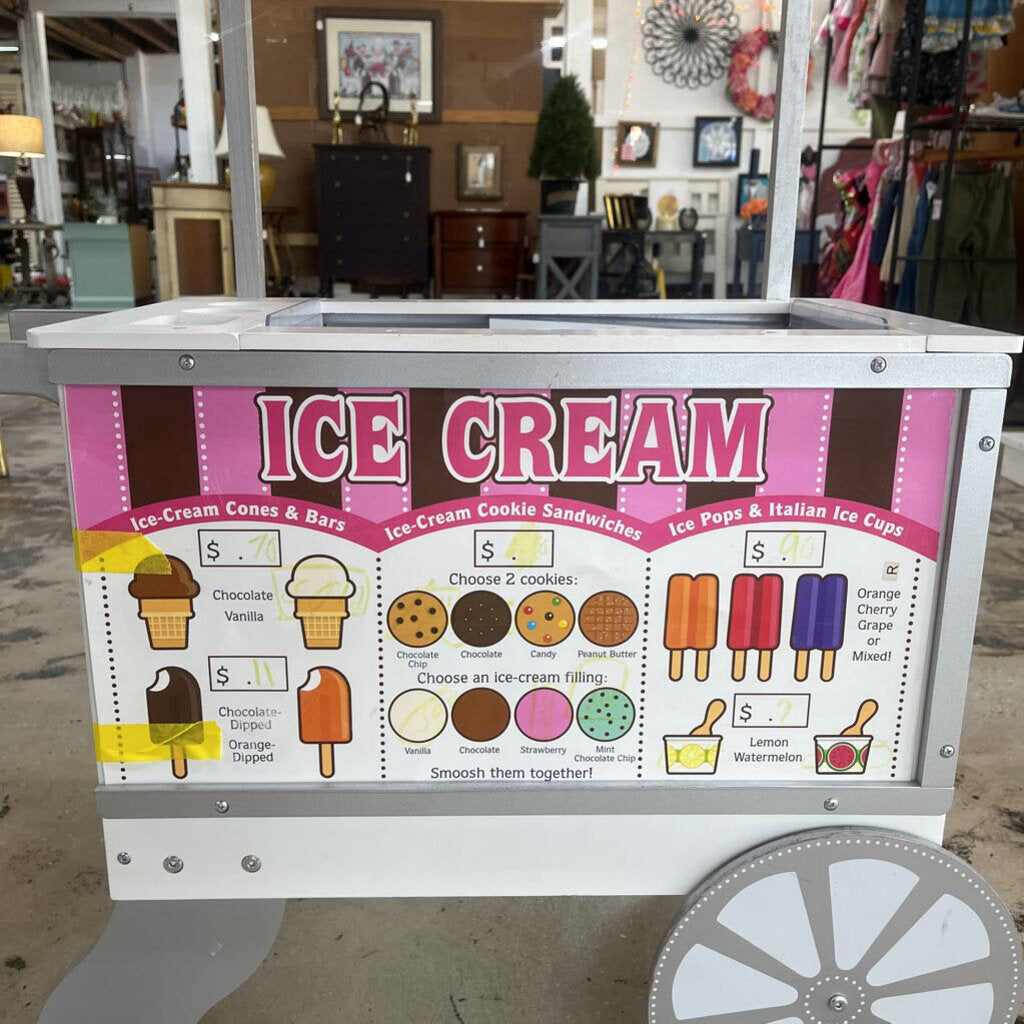 ICE CREAM
Ice-Cream Cones & Bars
$ .70
Chocolate
Vanilla
$ .11
Chocolate-
Dipped
Orange-
Dipped
Ice-Cream Cookie Sandwiches
$ .
Choose 2 cookies:
Chocolate
Chip
Chocolate
Candy
Peanut Butter
Choose an ice-cream filling:
Vanilla
Chocolate
Strawberry
Mint
Chocolate Chip
Smoosh them together!
Ice Pops & Italian Ice Cups
$ .90
R
Orange
Cherry
Grape
or
Mixed!
$ .?
Lemon
Watermelon